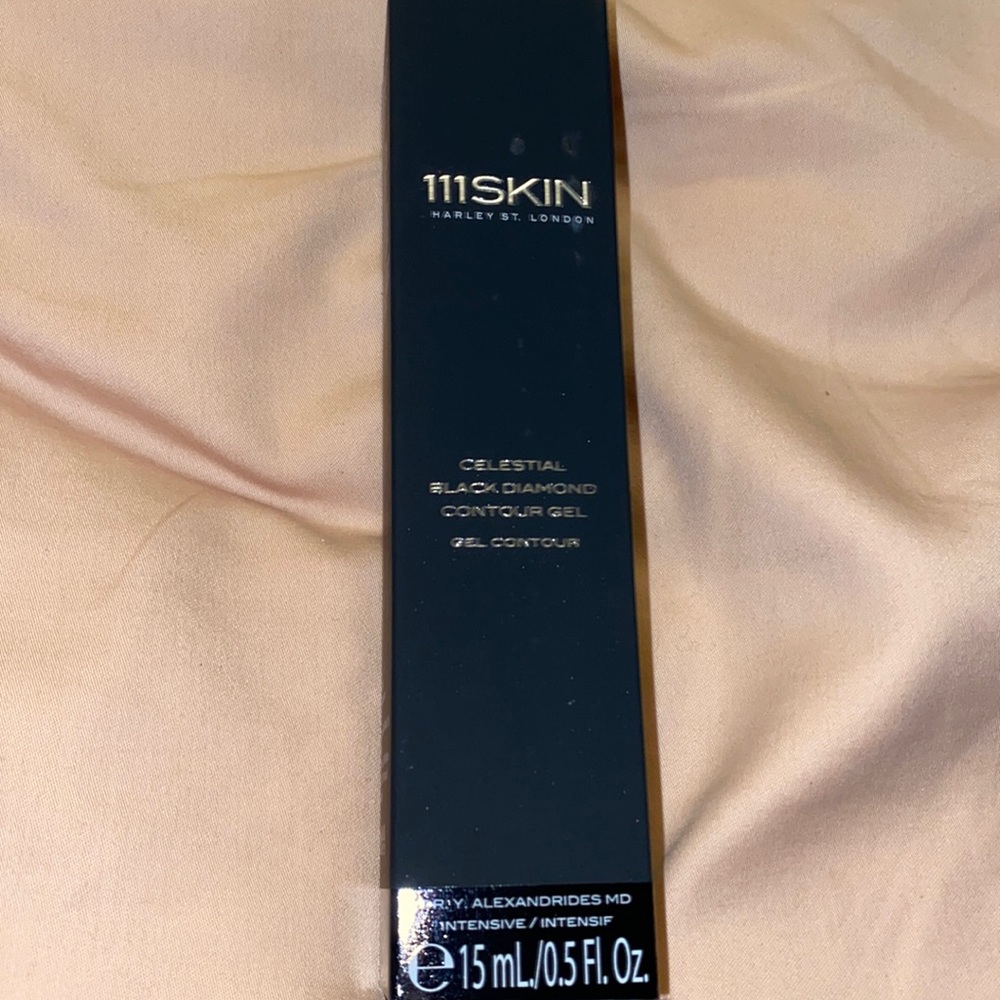 111SKIN
HARLEY ST. LONDON
CELESTIAL
BLACK DIAMOND
CONTOUR GEL
GEL CONTOUR
DR. Y. ALEXANDRIDES MD
INTENSIVE / INTENSIF
℮ 15 mL./0.5 Fl. Oz.